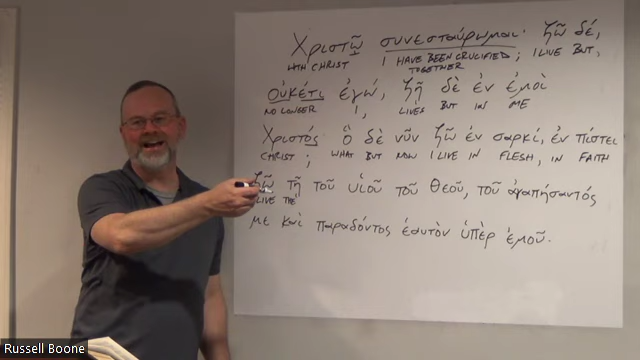 Χριστῷ συνεσταύρωμαι· ζῶ δέ,
WITH CHRIST I HAVE BEEN CRUCIFIED TOGETHER; I LIVE BUT,
Οὐκέτι ἐγώ, ζῇ δὲ ἐν ἐμοὶ
NO LONGER I, LIVES BUT IN ME
Χριστός ὃ δὲ νῦν ζῶ ἐν σαρκί, ἐν πίστει
CHRIST; WHAT BUT NOW I LIVE IN FLESH, IN FAITH
ζῶ τῇ τοῦ υἱοῦ τοῦ θεοῦ, τοῦ ἀγαπήσαντός
LIVE THE
με καὶ παραδόντος ἑαυτὸν ὑπὲρ ἐμοῦ.
Russell Boone